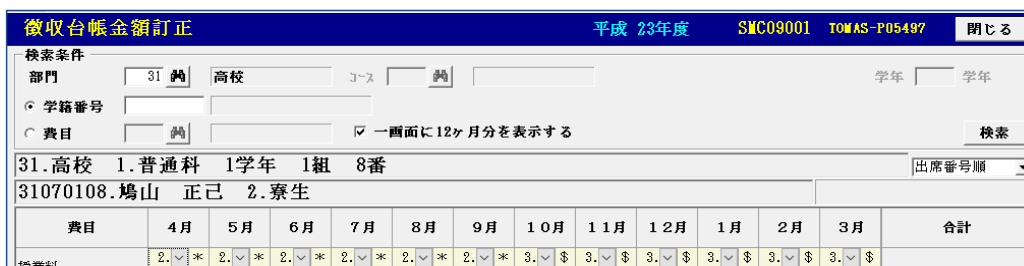 徴収台帳金額訂正 平成 23年度 SMC09001 TOMAS-P05497 閉じる
検索条件
部門 31 高校 コース 学年 学年
学籍番号
費目 一画面に12ヶ月分を表示する 検索
31.高校 1.普通科 1学年 1組 8番 出席番号順
31070108.鳩山 正己 2.寮生
費目 4月 5月 6月 7月 8月 9月 10月 11月 12月 1月 2月 3月 合計
授業料 2. * 2. * 2. * 2. * 2. * 2. * 3. $ 3. $ 3. $ 3. $ 3. $ 3. $